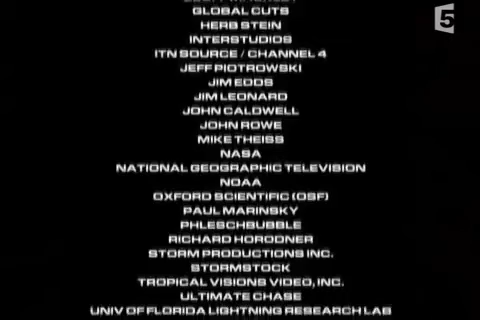 5
GLOBAL CUTS
HERB STEIN
INTERSTUDIOS
ITN SOURCE / CHANNEL 4
JEFF PIOTROWSKI
JIM EDDS
JIM LEONARD
JOHN CALDWELL
JOHN ROWE
MIKE THEISS
NASA
NATIONAL GEOGRAPHIC TELEVISION
NOAA
OXFORD SCIENTIFIC (OSF)
PAUL MARINSKY
PHLESCHBUBBLE
RICHARD HORODNER
STORM PRODUCTIONS INC.
STORMSTOCK
TROPICAL VISIONS VIDEO, INC.
ULTIMATE CHASE
UNIV OF FLORIDA LIGHTNING RESEARCH LAB